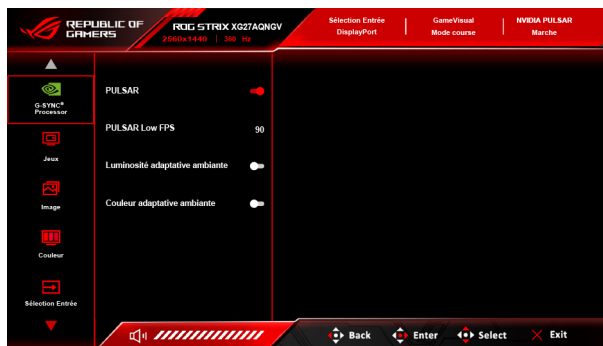 REPUBLIC OF
GAMERS
ROG STRIX XG27AQNGV
2560x1440 | 360 Hz
Sélection Entrée
DisplayPort
GameVisual
Mode course
NVIDIA PULSAR
Marche
G-SYNC®
Processor
PULSAR
PULSAR Low FPS 90
Jeux
Luminosité adaptative ambiante
Image
Couleur adaptative ambiante
Couleur
Sélection Entrée
Back
Enter
Select
Exit